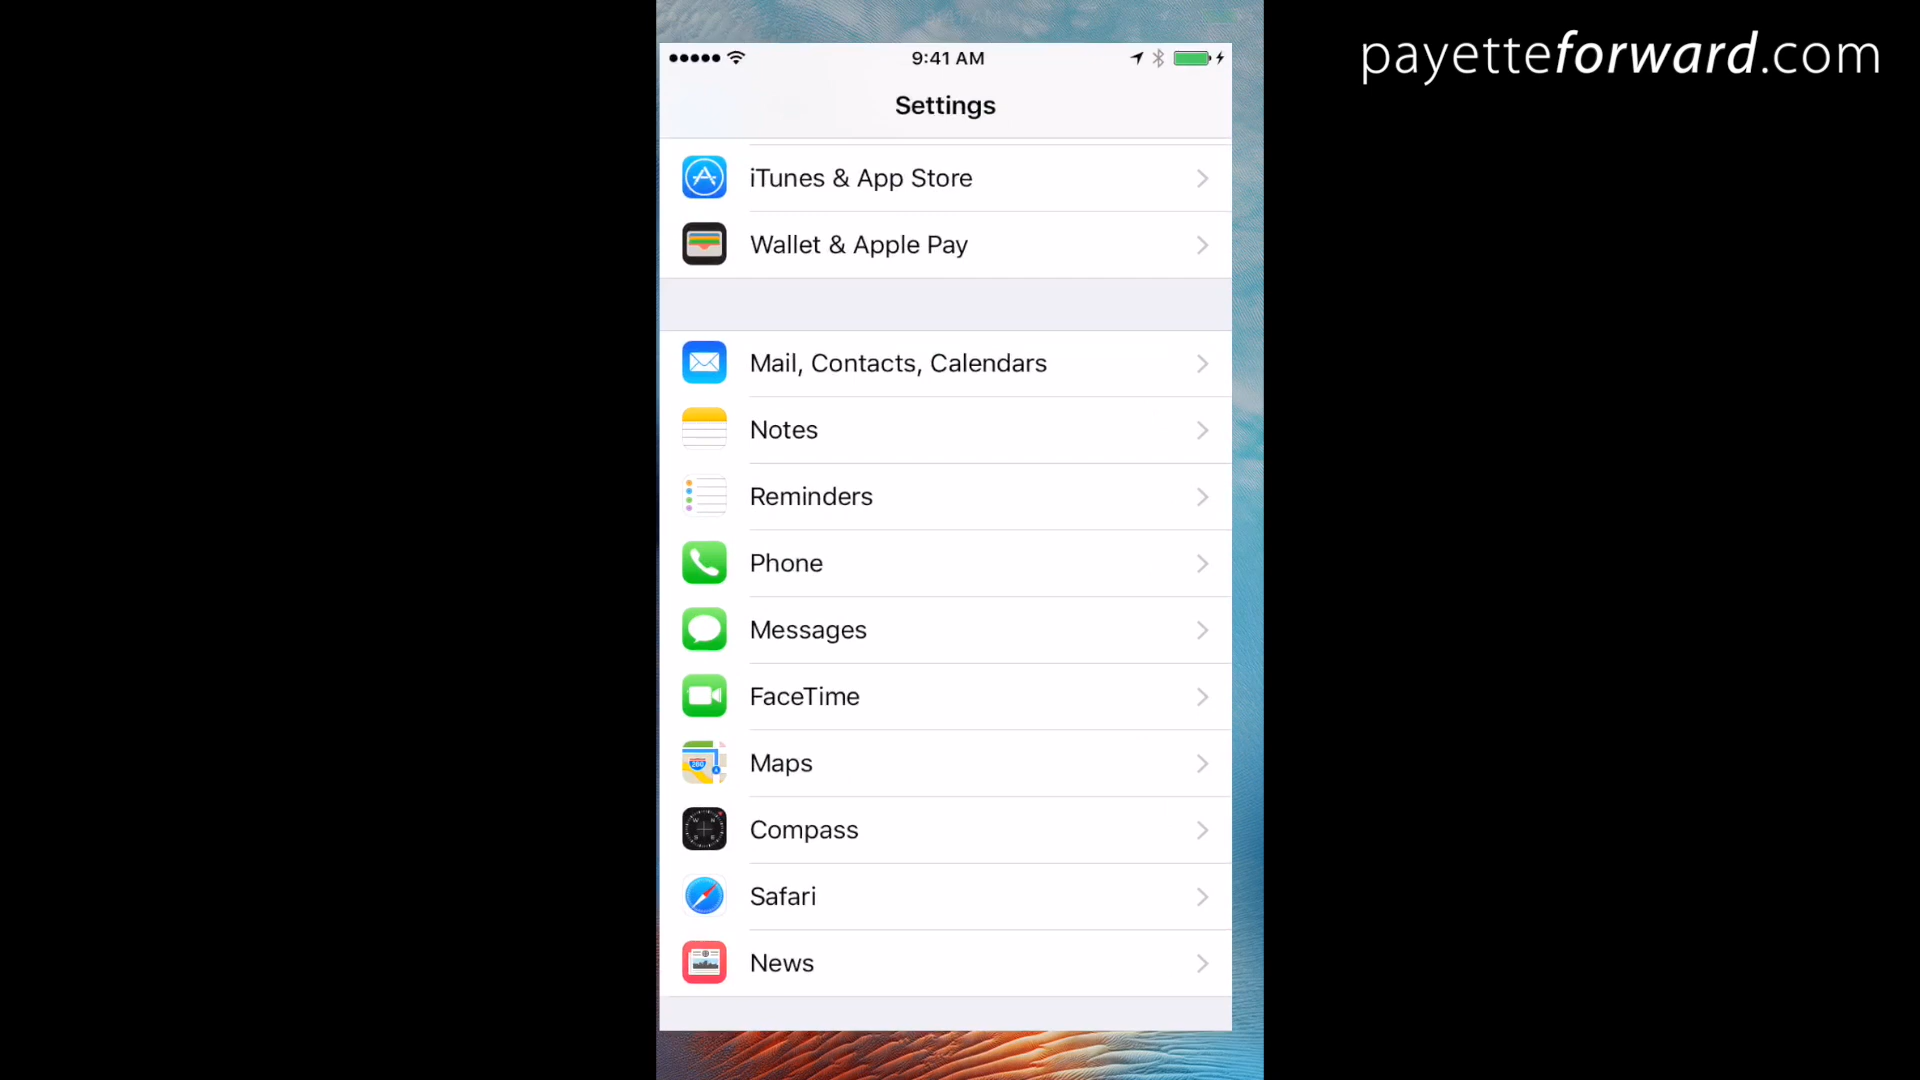 payetteforward.com
9:41 AM
Settings
iTunes & App Store
Wallet & Apple Pay
Mail, Contacts, Calendars
Notes
Reminders
Phone
Messages
FaceTime
Maps
Compass
Safari
News